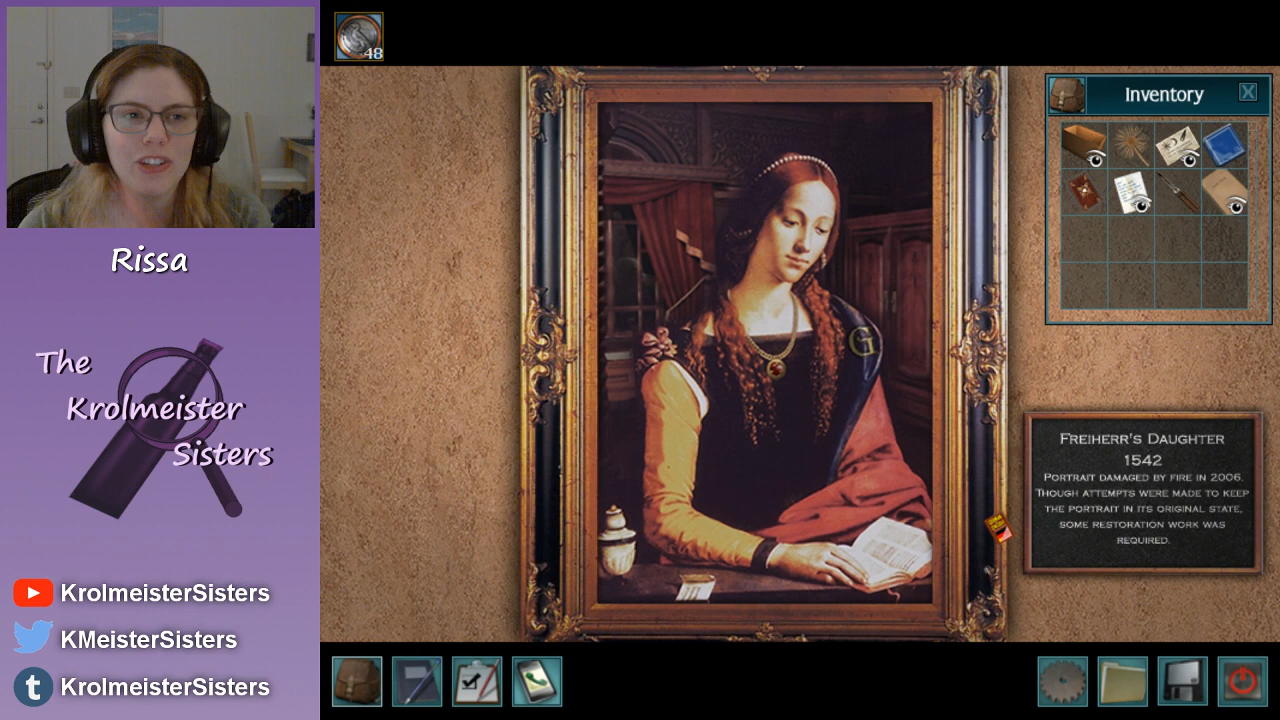 48
Inventory
X
Rissa
The
Krolmeister
Sisters
G
FREIHERR'S DAUGHTER
1542
PORTRAIT DAMAGED BY FIRE IN 2006.
THOUGH ATTEMPTS WERE MADE TO KEEP
THE PORTRAIT IN ITS ORIGINAL STATE,
SOME RESTORATION WORK WAS
REQUIRED.
KrolmeisterSisters
KMeisterSisters
t KrolmeisterSisters